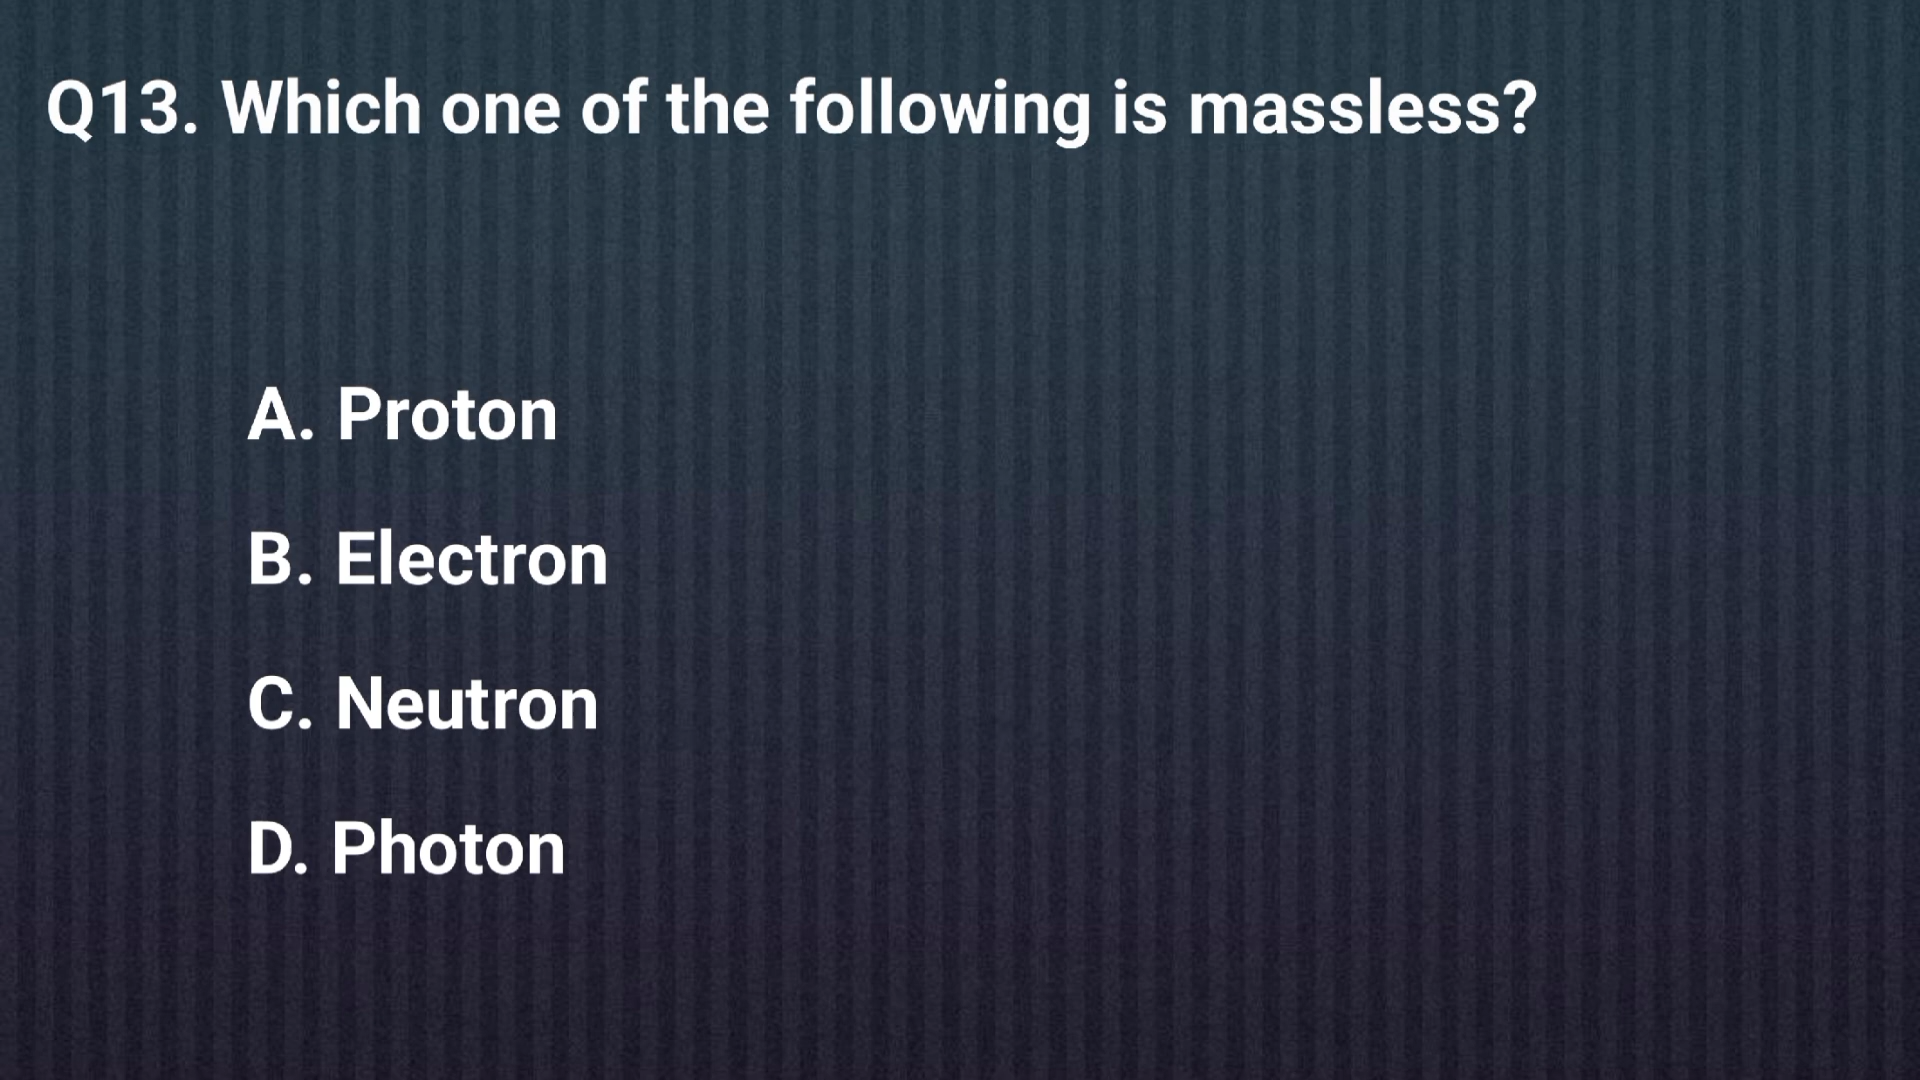 Q13. Which one of the following is massless?
A. Proton
B. Electron
C. Neutron
D. Photon